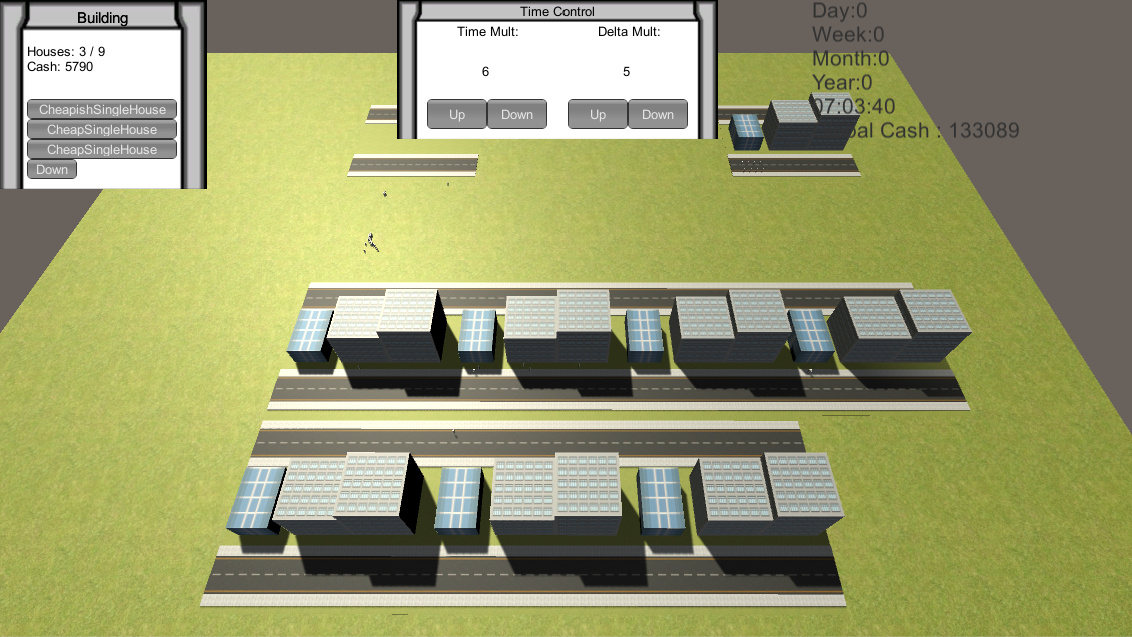 Building
Houses: 3 / 9
Cash: 5790
CheapishSingleHouse
CheapSingleHouse
CheapSingleHouse
Down
Time Control
Time Mult:
Delta Mult:
6
5
Up
Down
Up
Down
Day:0
Week:0
Month:0
Year:0
07:03:40
Cash : 133089